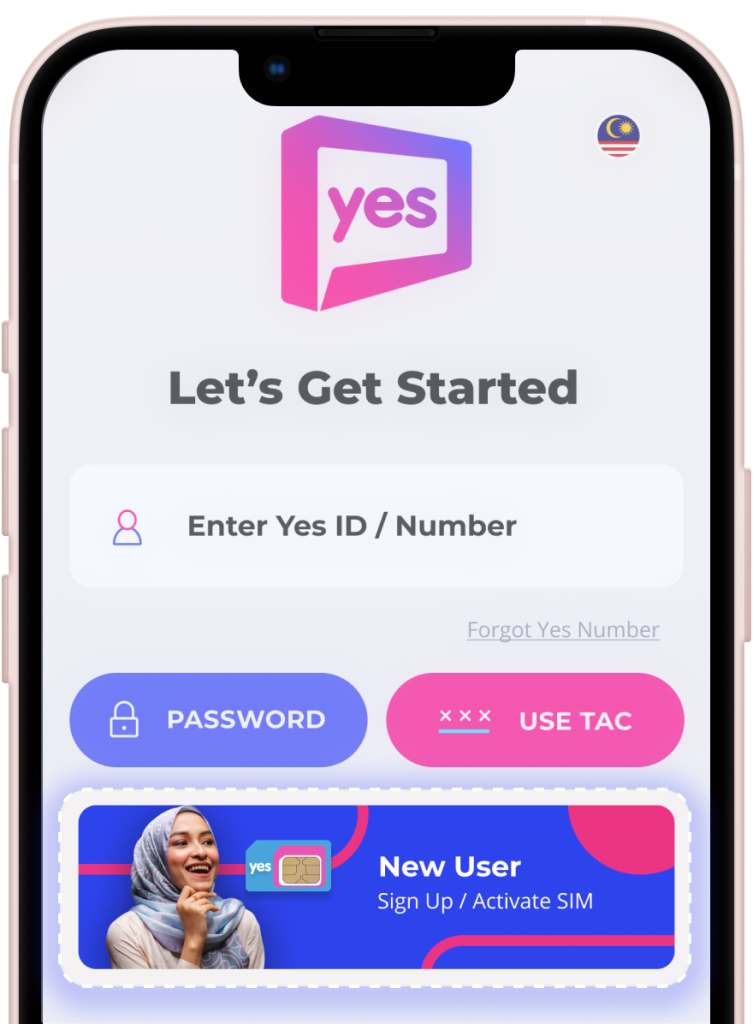 yes
Let's Get Started
Enter Yes ID / Number
Forgot Yes Number
PASSWORD
××× USE TAC
yes
New User
Sign Up / Activate SIM